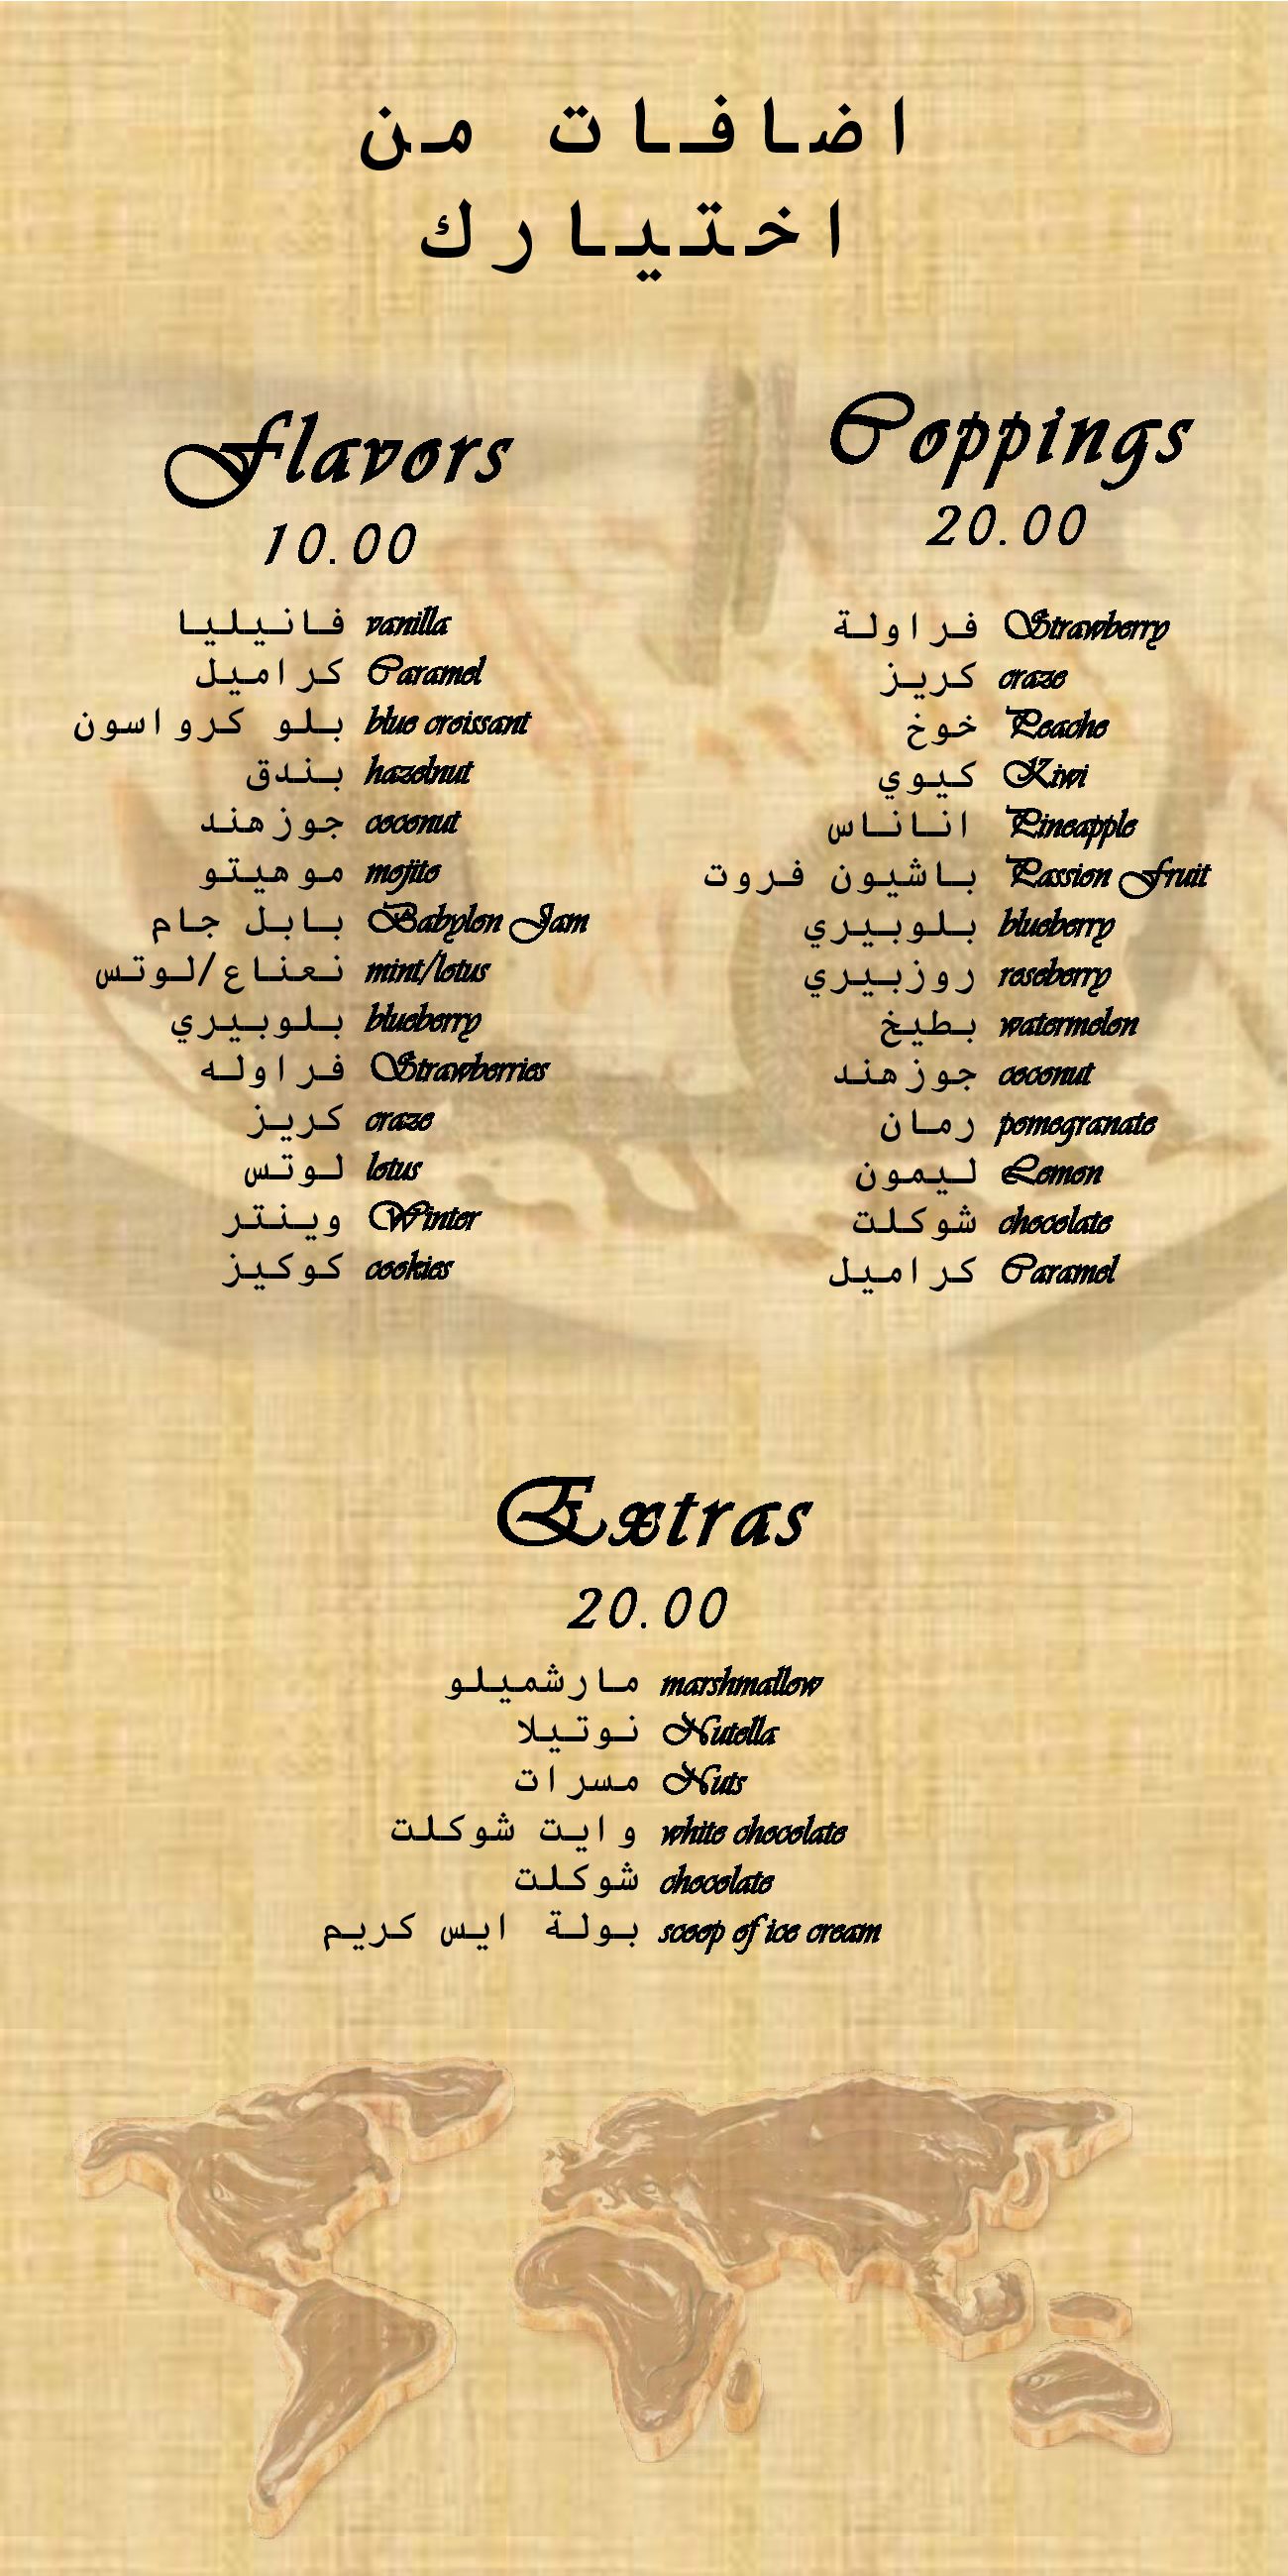 اضافات من
اختيارك
Flavors
10.00
فانيليا vanilla
كراميل Caramel
بلو كرواسون blue croissant
بندق hazelnut
جوزهند coconut
موهيتو mojito
بابل جام Babylon Jam
نعناع/لوتس mint/lotus
بلوبيري blueberry
فراوله Strawberries
كريز craze
لوتس lotus
وينتر Winter
كوكيز cookies
Toppings
20.00
فراولة Strawberry
كريز craze
خوخ Peache
كيوي Kiwi
اناناس Pineapple
باشيون فروت Passion Fruit
بلوبيري blueberry
روزبيري roseberry
بطيخ watermelon
جوزهند coconut
رمان pomegranate
ليمون Lemon
شوكلت chocolate
كراميل Caramel
Extras
20.00
مارشميلو marshmallow
نوتيلا Nutella
مسرات Nuts
وايت شوكلت white chocolate
شوكلت chocolate
بولة ايس كريم scoop of ice cream